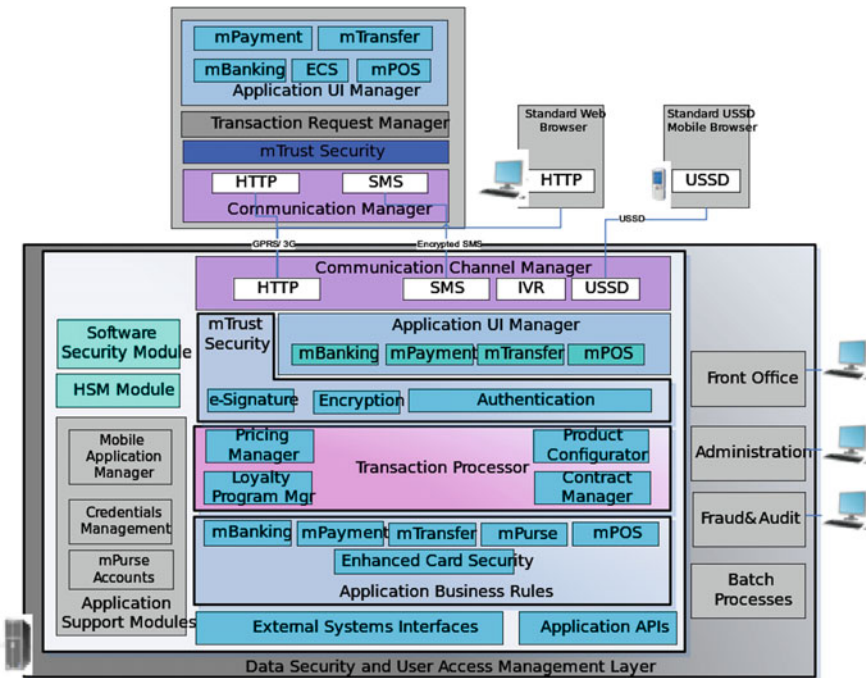 mPayment
mTransfer
mBanking
ECS
mPOS
Application UI Manager
Transaction Request Manager
mTrust Security
HTTP
SMS
Communication Manager
Standard Web
Browser
HTTP
Standard USSD
Mobile Browser
USSD
GPRS/ 3G
Encrypted SMS
USSD
Communication Channel Manager
HTTP
SMS
IVR
USSD
Software
Security Module
HSM Module
mTrust
Security
Application UI Manager
mBanking
mPayment
mTransfer
mPOS
e-Signature
Encryption
Authentication
Mobile
Application
Manager
Credentials
Management
mPurse
Accounts
Application
Support Modules
Pricing
Manager
Product
Configurator
Transaction Processor
Loyalty
Program Mgr
Contract
Manager
mBanking
mPayment
mTransfer
mPurse
mPOS
Enhanced Card Security
Application Business Rules
External Systems Interfaces
Application APIs
Front Office
Administration
Fraud&Audit
Batch
Processes
Data Security and User Access Management Layer